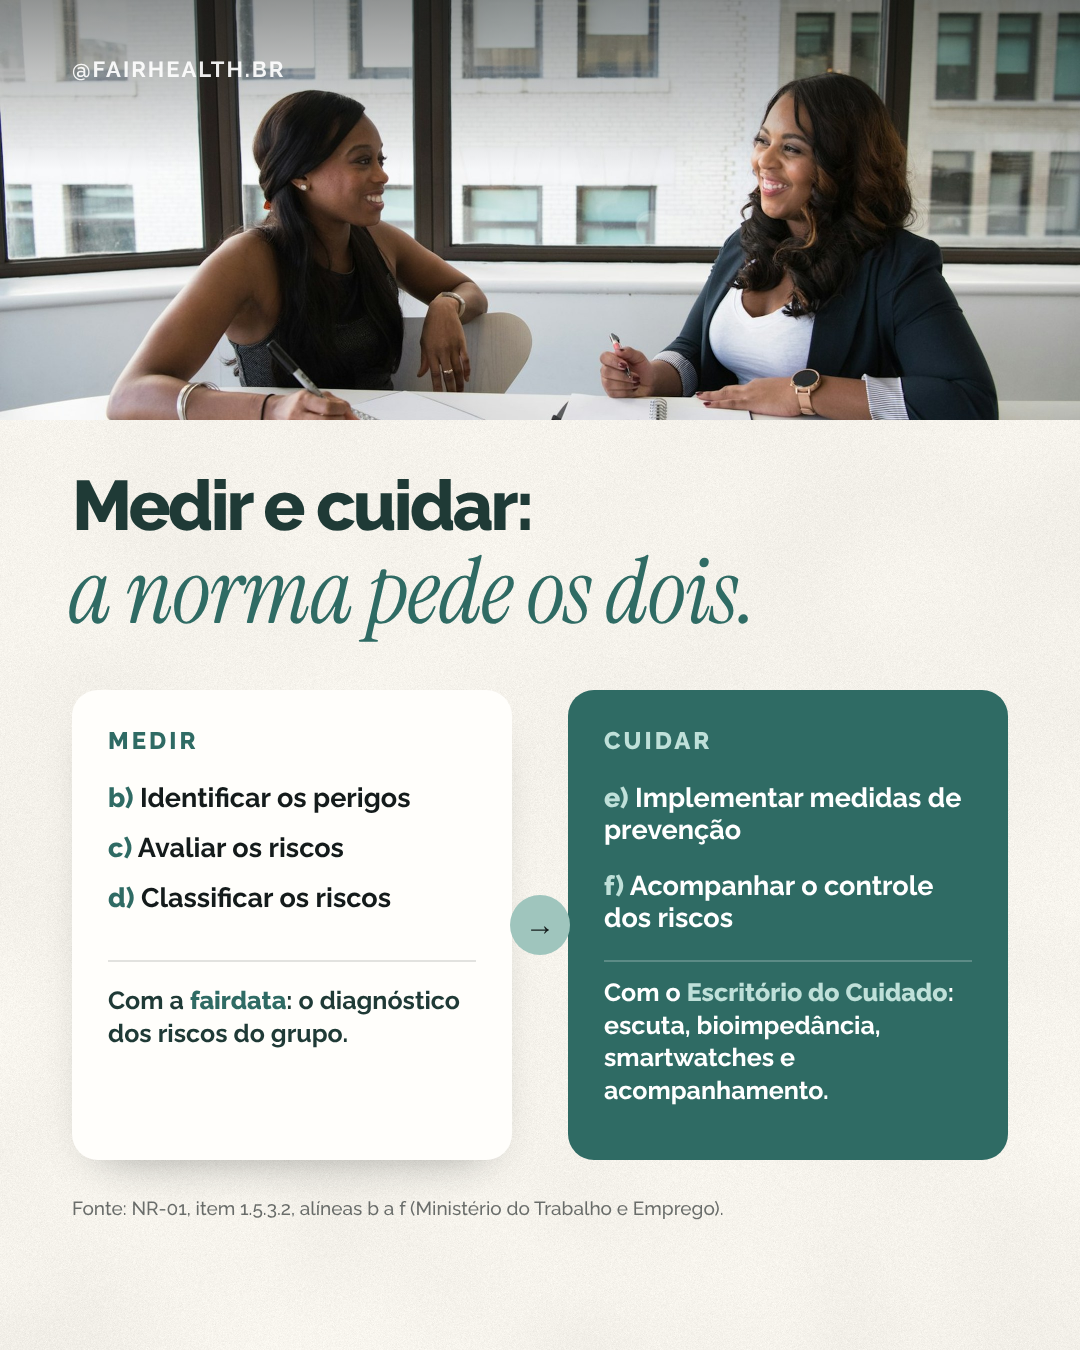 @FAIRHEALTH.BR
Medir e cuidar:
a norma pede os dois.
MEDIR
b) Identificar os perigos
c) Avaliar os riscos
d) Classificar os riscos
Com a fairdata: o diagnóstico
dos riscos do grupo.
→
CUIDAR
e) Implementar medidas de
prevenção
f) Acompanhar o controle
dos riscos
Com o Escritório do Cuidado:
escuta, bioimpedância,
smartwatches e
acompanhamento.
Fonte: NR-01, item 1.5.3.2, alíneas b a f (Ministério do Trabalho e Emprego).